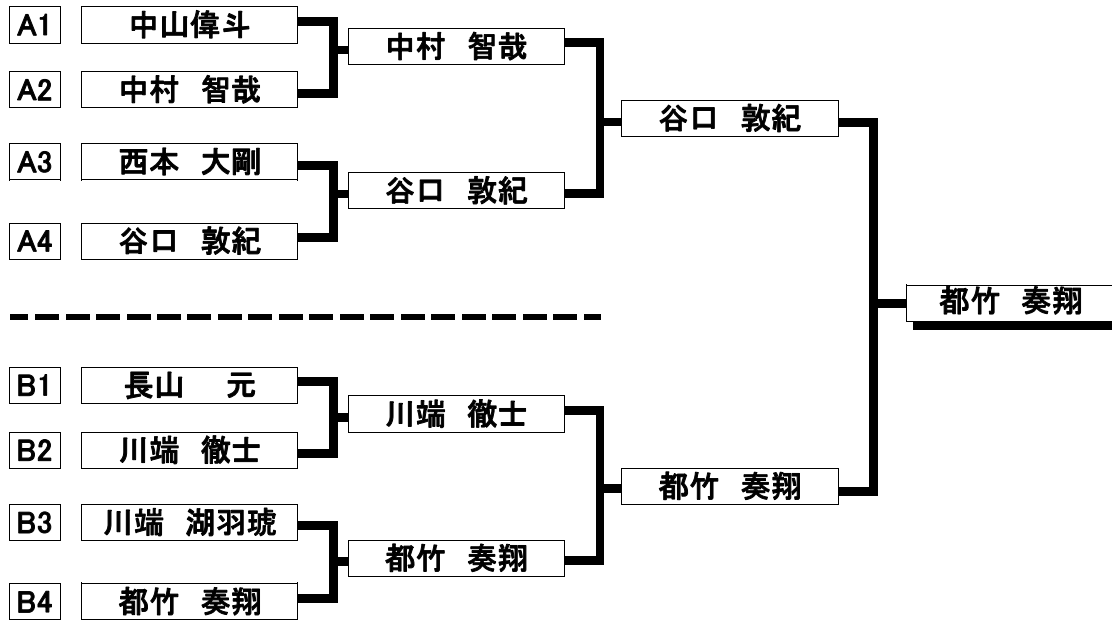 A1 中山偉斗
中村 智哉
A2 中村 智哉
谷口 敦紀
A3 西本 大剛
谷口 敦紀
A4 谷口 敦紀
都竹 奏翔
B1 長山 元
川端 徹士
B2 川端 徹士
都竹 奏翔
B3 川端 湖羽琥
都竹 奏翔
B4 都竹 奏翔